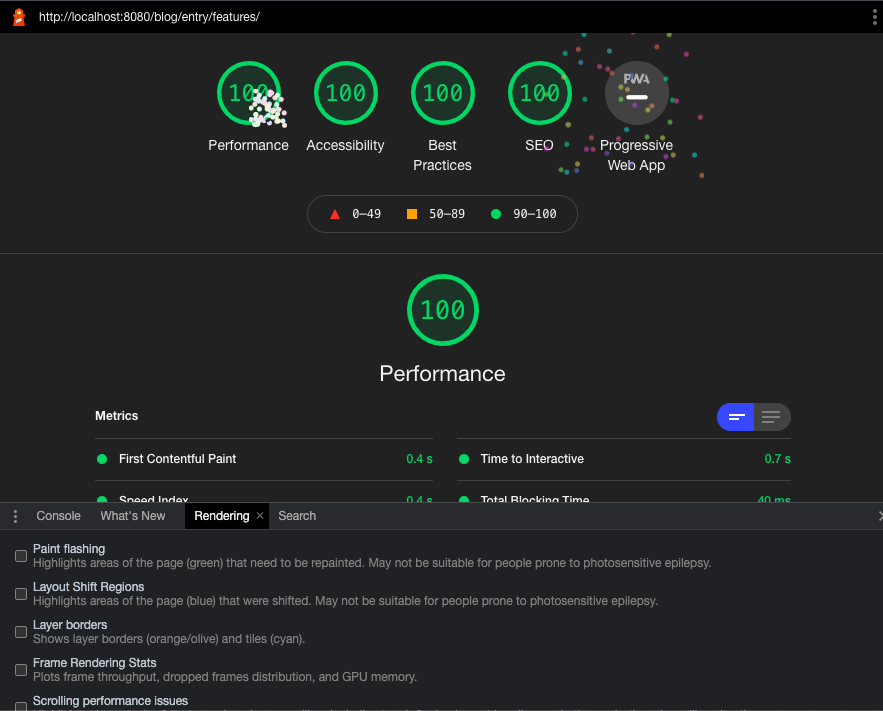 http://localhost:8080/blog/entry/features/
100 100 100 100 PWA
Performance Accessibility Best Practices SEO Progressive Web App
0–49 50–89 90–100
100
Performance
Metrics
First Contentful Paint 0.4 s
Time to Interactive 0.7 s
Speed Index 0.4 s
Total Blocking Time 40 ms
Console What's New Rendering × Search
Paint flashing
Highlights areas of the page (green) that need to be repainted. May not be suitable for people prone to photosensitive epilepsy.
Layout Shift Regions
Highlights areas of the page (blue) that were shifted. May not be suitable for people prone to photosensitive epilepsy.
Layer borders
Shows layer borders (orange/olive) and tiles (cyan).
Frame Rendering Stats
Plots frame throughput, dropped frames distribution, and GPU memory.
Scrolling performance issues